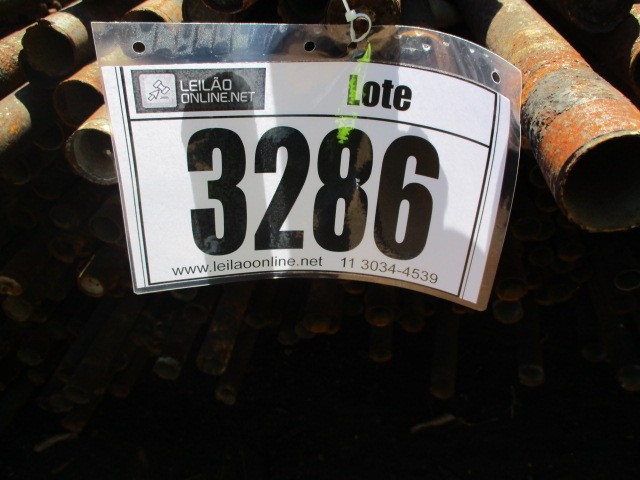 LEILÃO
ONLINE.NET
Lote
3286
www.leilaoonline.net 11 3034-4539